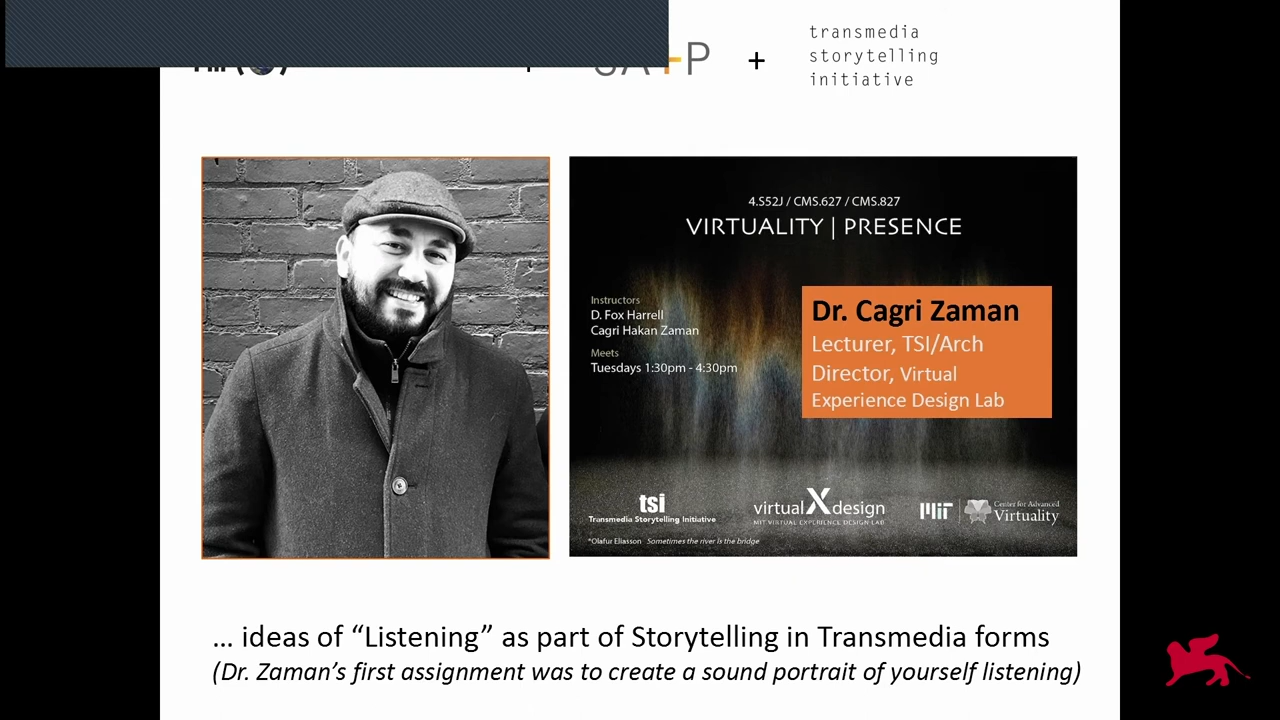 +P + transmedia
storytelling
initiative
4.S52J / CMS.627 / CMS.827
VIRTUALITY | PRESENCE
Instructors
D. Fox Harrell
Cagri Hakan Zaman
Meets
Tuesdays 1:30pm - 4:30pm
Dr. Cagri Zaman
Lecturer, TSI/Arch
Director, Virtual
Experience Design Lab
tsi
Transmedia Storytelling Initiative
virtualXdesign
MIT VIRTUAL EXPERIENCE DESIGN LAB
MIT Center for Advanced
Virtuality
*Olafur Eliasson Sometimes the river is the bridge
... ideas of “Listening” as part of Storytelling in Transmedia forms
(Dr. Zaman’s first assignment was to create a sound portrait of yourself listening)